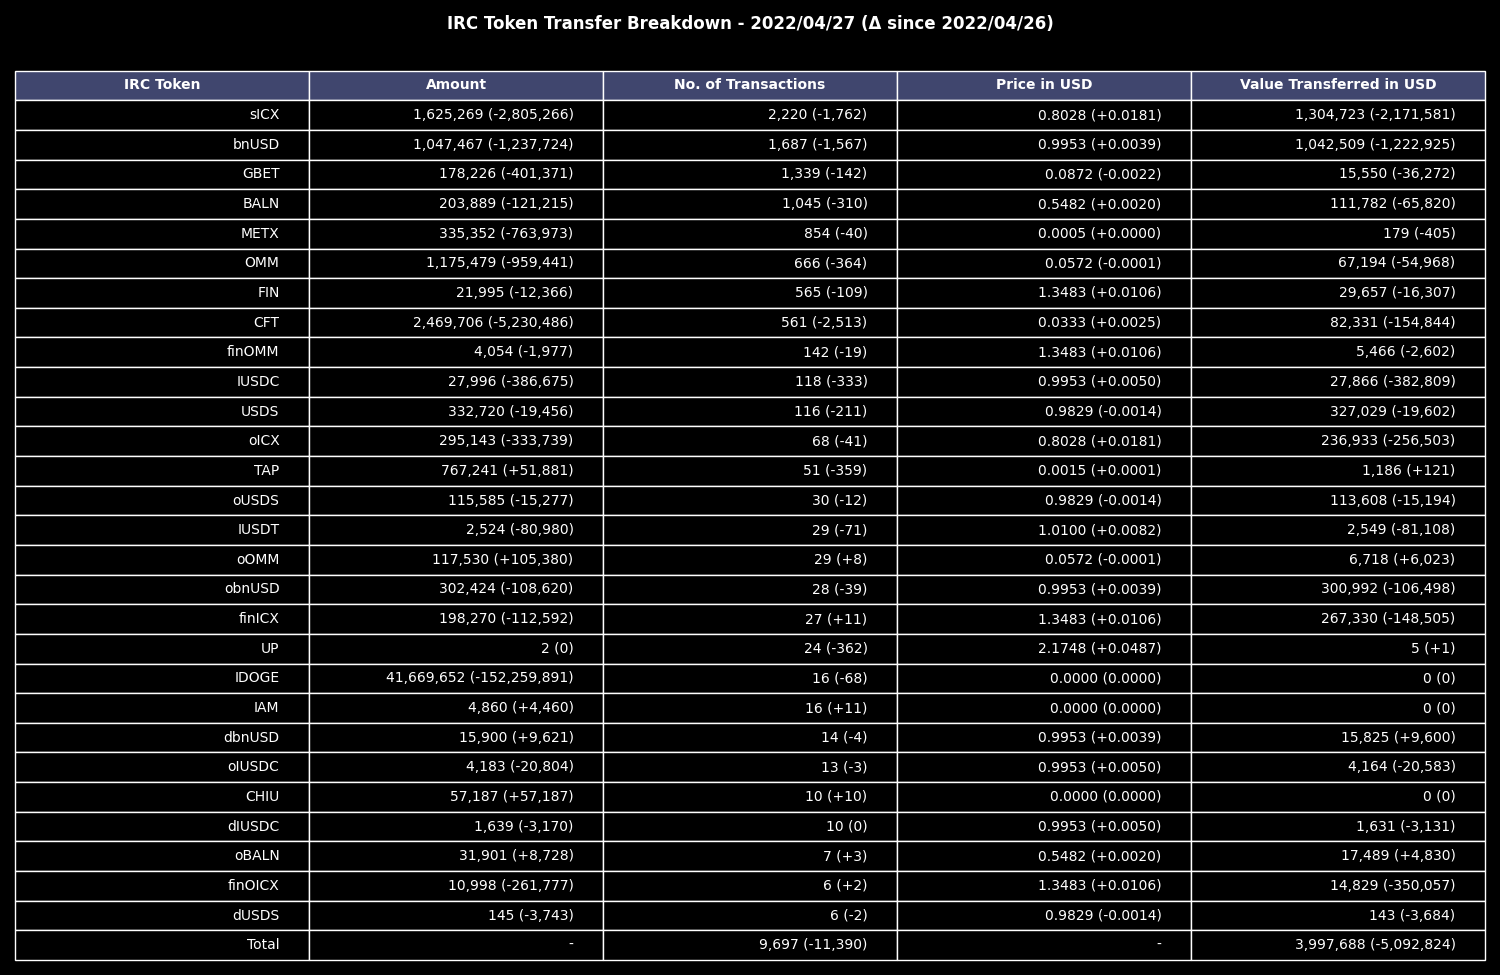 IRC Token Transfer Breakdown - 2022/04/27 (Δ since 2022/04/26)
IRC Token Amount No. of Transactions Price in USD Value Transferred in USD
sICX 1,625,269 (-2,805,266) 2,220 (-1,762) 0.8028 (+0.0181) 1,304,723 (-2,171,581)
bnUSD 1,047,467 (-1,237,724) 1,687 (-1,567) 0.9953 (+0.0039) 1,042,509 (-1,222,925)
GBET 178,226 (-401,371) 1,339 (-142) 0.0872 (-0.0022) 15,550 (-36,272)
BALN 203,889 (-121,215) 1,045 (-310) 0.5482 (+0.0020) 111,782 (-65,820)
METX 335,352 (-763,973) 854 (-40) 0.0005 (+0.0000) 179 (-405)
OMM 1,175,479 (-959,441) 666 (-364) 0.0572 (-0.0001) 67,194 (-54,968)
FIN 21,995 (-12,366) 565 (-109) 1.3483 (+0.0106) 29,657 (-16,307)
CFT 2,469,706 (-5,230,486) 561 (-2,513) 0.0333 (+0.0025) 82,331 (-154,844)
finOMM 4,054 (-1,977) 142 (-19) 1.3483 (+0.0106) 5,466 (-2,602)
IUSDC 27,996 (-386,675) 118 (-333) 0.9953 (+0.0050) 27,866 (-382,809)
USDS 332,720 (-19,456) 116 (-211) 0.9829 (-0.0014) 327,029 (-19,602)
oICX 295,143 (-333,739) 68 (-41) 0.8028 (+0.0181) 236,933 (-256,503)
TAP 767,241 (+51,881) 51 (-359) 0.0015 (+0.0001) 1,186 (+121)
oUSDS 115,585 (-15,277) 30 (-12) 0.9829 (-0.0014) 113,608 (-15,194)
IUSDT 2,524 (-80,980) 29 (-71) 1.0100 (+0.0082) 2,549 (-81,108)
oOMM 117,530 (+105,380) 29 (+8) 0.0572 (-0.0001) 6,718 (+6,023)
obnUSD 302,424 (-108,620) 28 (-39) 0.9953 (+0.0039) 300,992 (-106,498)
finICX 198,270 (-112,592) 27 (+11) 1.3483 (+0.0106) 267,330 (-148,505)
UP 2 (0) 24 (-362) 2.1748 (+0.0487) 5 (+1)
IDOGE 41,669,652 (-152,259,891) 16 (-68) 0.0000 (0.0000) 0 (0)
IAM 4,860 (+4,460) 16 (+11) 0.0000 (0.0000) 0 (0)
dbnUSD 15,900 (+9,621) 14 (-4) 0.9953 (+0.0039) 15,825 (+9,600)
oIUSDC 4,183 (-20,804) 13 (-3) 0.9953 (+0.0050) 4,164 (-20,583)
CHIU 57,187 (+57,187) 10 (+10) 0.0000 (0.0000) 0 (0)
dIUSDC 1,639 (-3,170) 10 (0) 0.9953 (+0.0050) 1,631 (-3,131)
oBALN 31,901 (+8,728) 7 (+3) 0.5482 (+0.0020) 17,489 (+4,830)
finOICX 10,998 (-261,777) 6 (+2) 1.3483 (+0.0106) 14,829 (-350,057)
dUSDS 145 (-3,743) 6 (-2) 0.9829 (-0.0014) 143 (-3,684)
Total - 9,697 (-11,390) - 3,997,688 (-5,092,824)